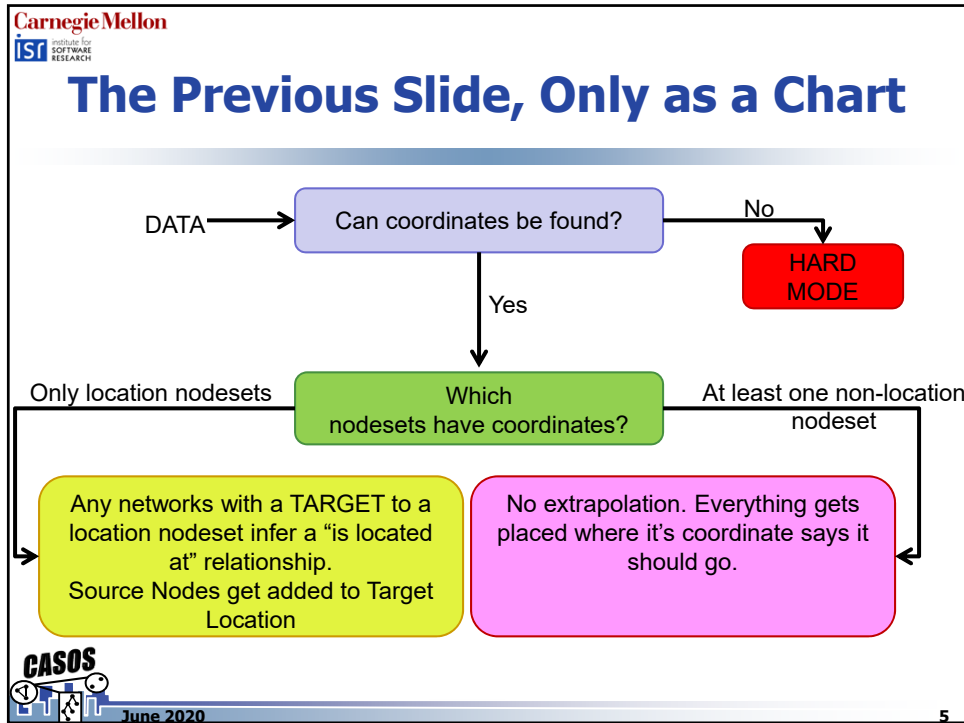 Carnegie Mellon
isr institute for
SOFTWARE
RESEARCH
The Previous Slide, Only as a Chart
DATA
Can coordinates be found?
No
HARD
MODE
Yes
Only location nodesets
Which
nodesets have coordinates?
At least one non-location
nodeset
Any networks with a TARGET to a
location nodeset infer a “is located
at” relationship.
Source Nodes get added to Target
Location
No extrapolation. Everything gets
placed where it’s coordinate says it
should go.
CASOS
June 2020
5